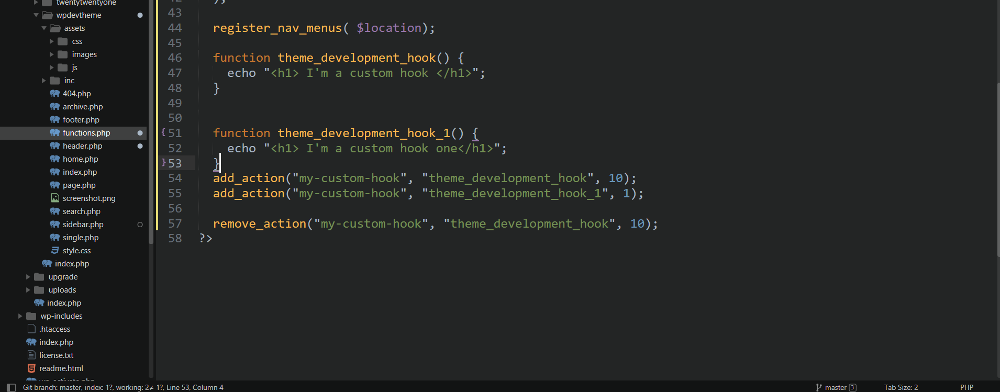 twentytwentyone
wpdevtheme
assets
css
images
js
inc
404.php
archive.php
footer.php
functions.php
header.php
home.php
index.php
page.php
screenshot.png
search.php
sidebar.php
single.php
style.css
index.php
upgrade
uploads
index.php
wp-includes
.htaccess
index.php
license.txt
readme.html
wp-activate.php
42 );
43
44 register_nav_menus( $location);
45
46 function theme_development_hook() {
47 echo "<h1> I'm a custom hook </h1>";
48 }
49
50
{ 51 function theme_development_hook_1() {
52 echo "<h1> I'm a custom hook one</h1>";
} 53 }
54 add_action("my-custom-hook", "theme_development_hook", 10);
55 add_action("my-custom-hook", "theme_development_hook_1", 1);
56
57 remove_action("my-custom-hook", "theme_development_hook", 10);
58 ?>
Git branch: master, index: 1?, working: 2≠ 1?, Line 53, Column 4
master 3
Tab Size: 2
PHP